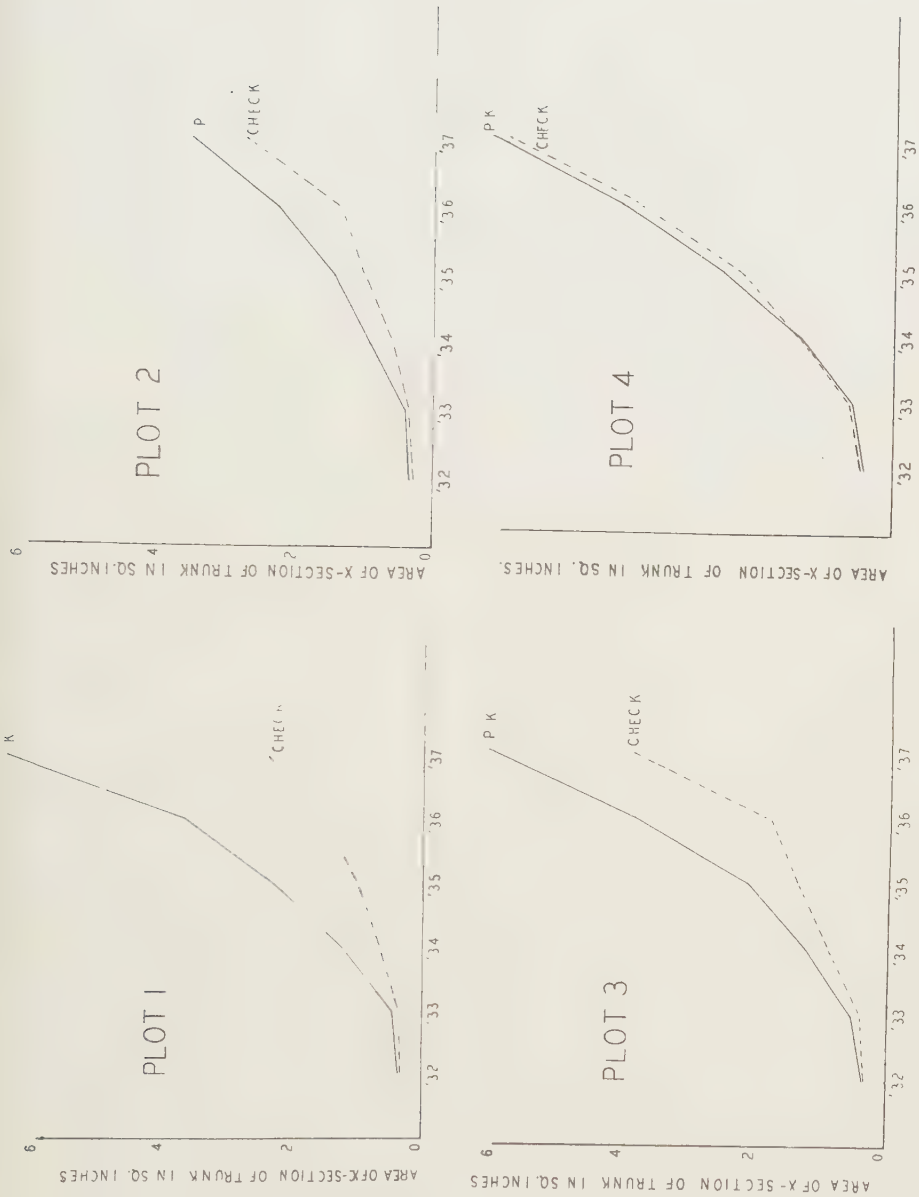 PLOT 1
K
'CHECK
6
4
2
0
AREA OF X-SECTION OF TRUNK IN SQ. INCHES
'32
'33
'34
'35
'36
'37
PLOT 2
P
'CHECK
6
4
2
0
AREA OF X-SECTION OF TRUNK IN SQ. INCHES
'32
'33
'34
'35
'36
'37
PLOT 3
PK
CHECK
6
4
2
0
AREA OF X-SECTION OF TRUNK IN SQ. INCHES
'32
'33
'34
'35
'36
'37
PLOT 4
PK
'CHECK
AREA OF X-SECTION OF TRUNK IN SQ. INCHES.
'32
'33
'34
'35
'36
'37